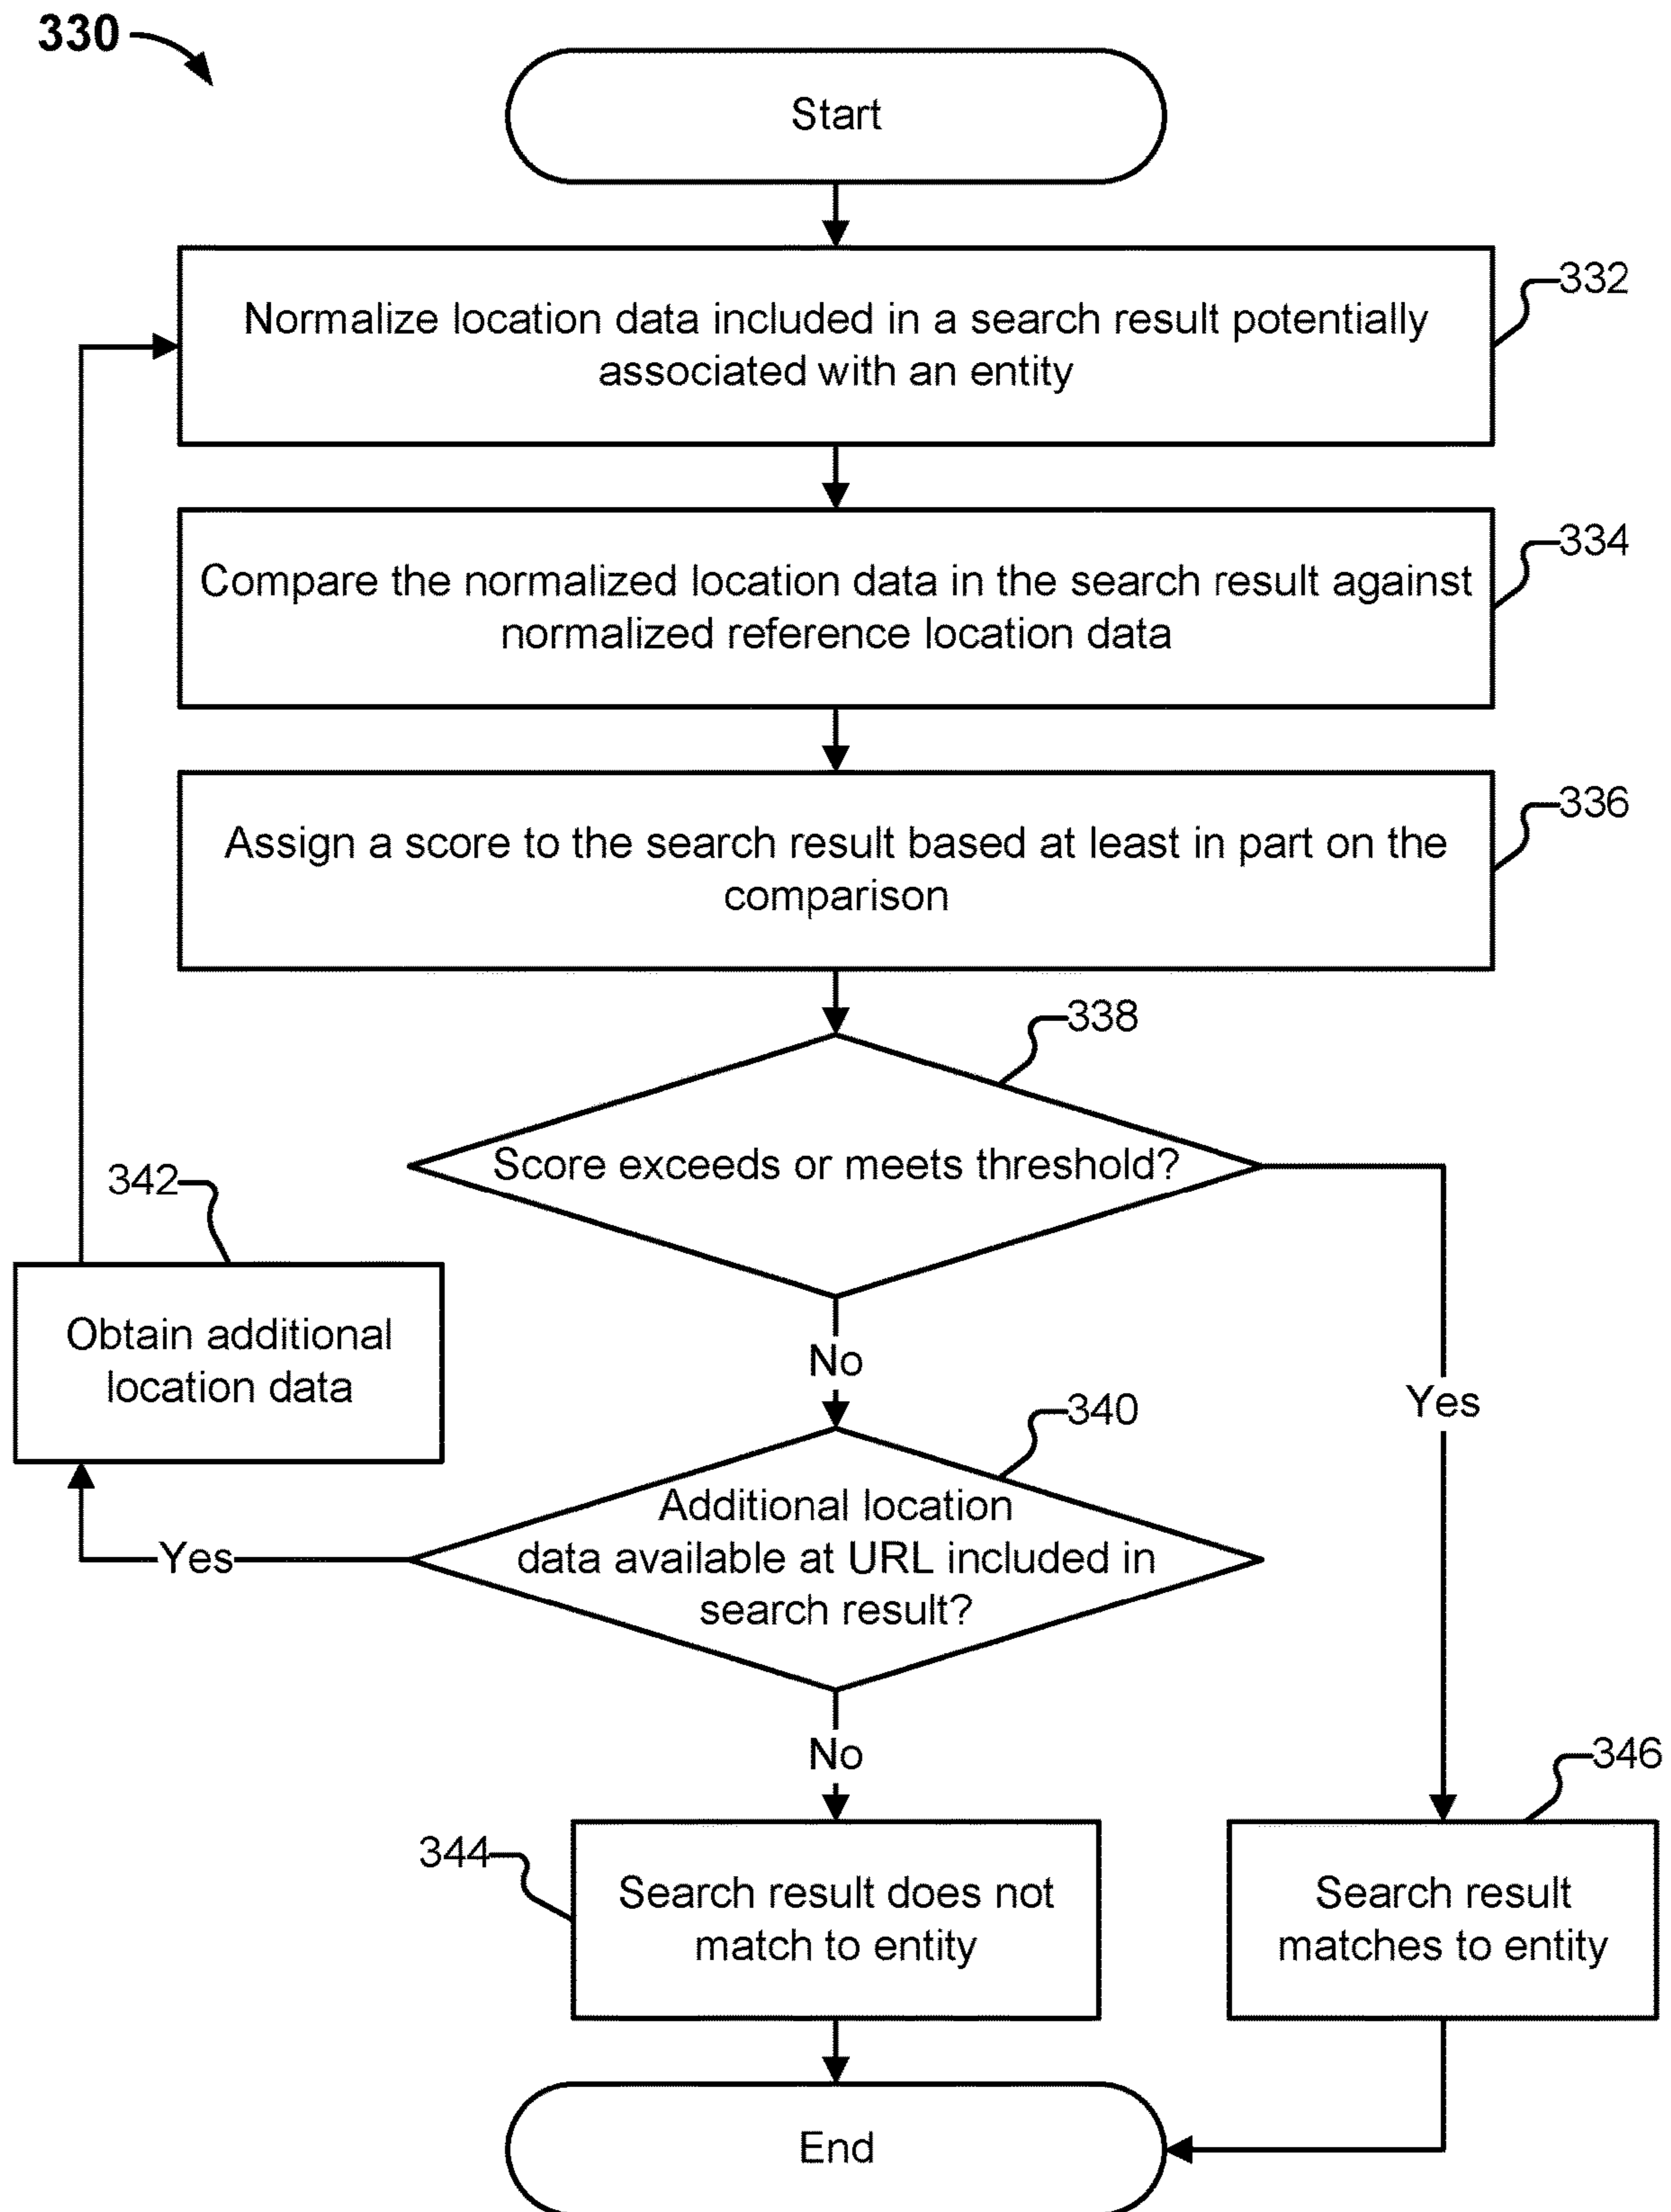 330
Start
Normalize location data included in a search result potentially
associated with an entity
332
Compare the normalized location data in the search result against
normalized reference location data
334
Assign a score to the search result based at least in part on the
comparison
336
338
Score exceeds or meets threshold?
342
Obtain additional
location data
No
Yes
340
Additional location
data available at URL included in
search result?
Yes
No
344
Search result does not
match to entity
346
Search result
matches to entity
End